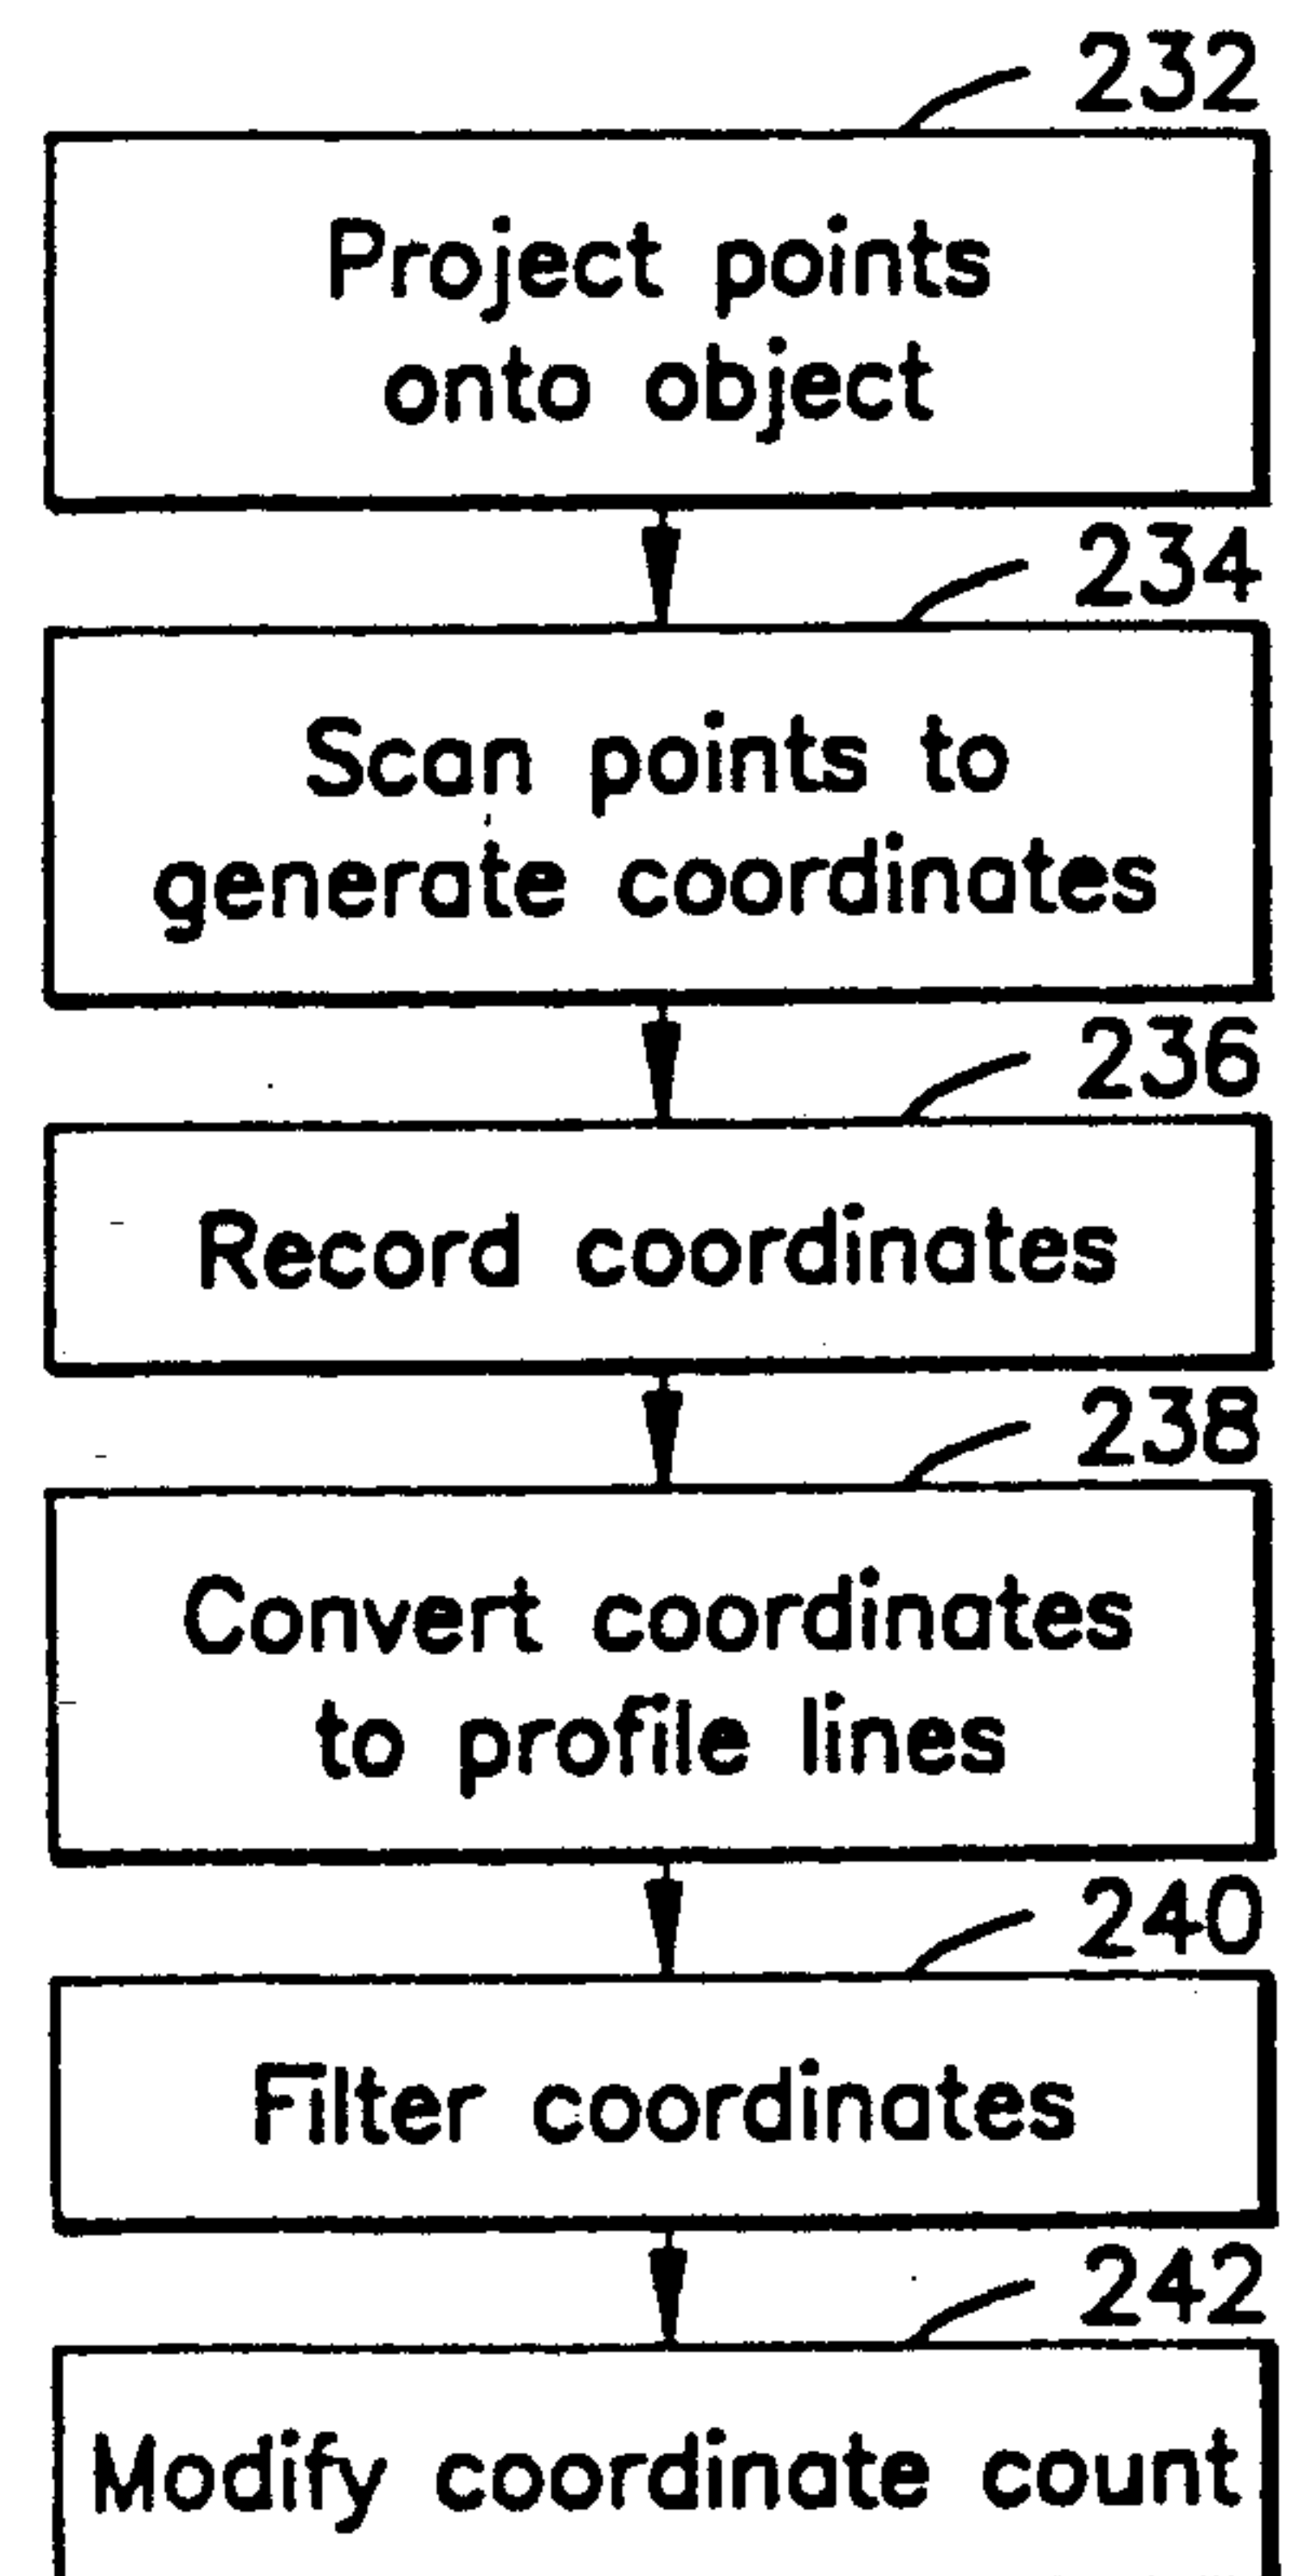 232
Project points
onto object
234
Scan points to
generate coordinates
236
Record coordinates
238
Convert coordinates
to profile lines
240
Filter coordinates
242
Modify coordinate count